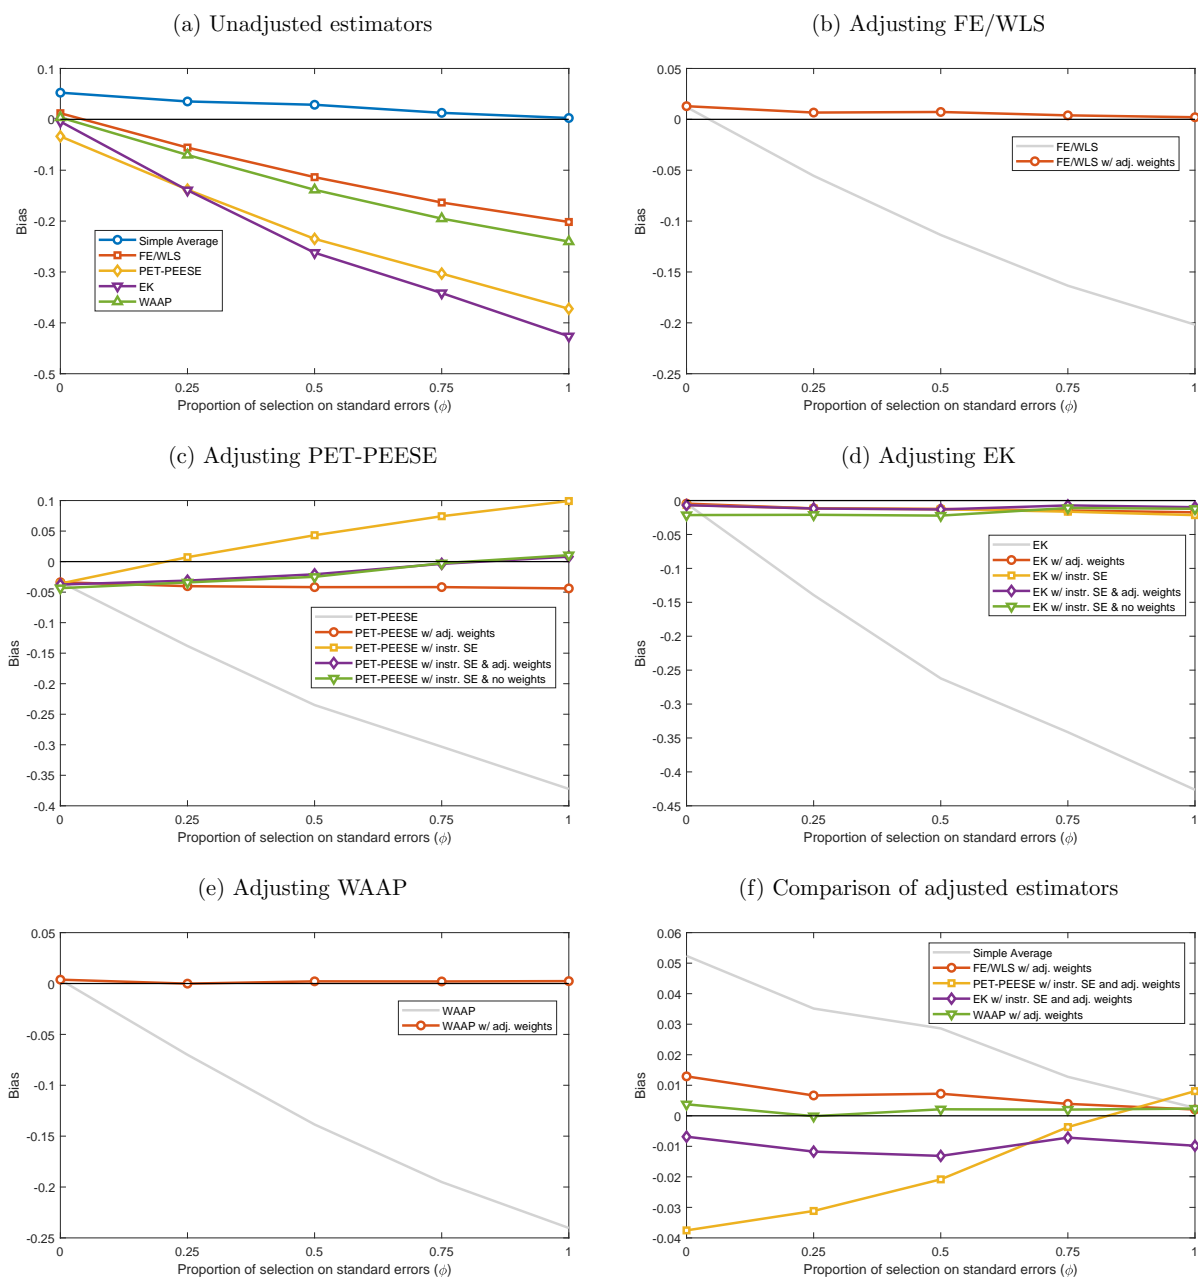 (a) Unadjusted estimators
0.1
0
-0.1
-0.2
-0.3
-0.4
-0.5
Bias
Simple Average
FE/WLS
PET-PEESE
EK
WAAP
0 0.25 0.5 0.75 1
Proportion of selection on standard errors (ϕ)
(b) Adjusting FE/WLS
0.05
0
-0.05
-0.1
-0.15
-0.2
-0.25
Bias
FE/WLS
FE/WLS w/ adj. weights
0 0.25 0.5 0.75 1
Proportion of selection on standard errors (ϕ)
(c) Adjusting PET-PEESE
0.1
0.05
0
-0.05
-0.1
-0.15
-0.2
-0.25
-0.3
-0.35
-0.4
Bias
PET-PEESE
PET-PEESE w/ adj. weights
PET-PEESE w/ instr. SE
PET-PEESE w/ instr. SE & adj. weights
PET-PEESE w/ instr. SE & no weights
0 0.25 0.5 0.75 1
Proportion of selection on standard errors (ϕ)
(d) Adjusting EK
0
-0.05
-0.1
-0.15
-0.2
-0.25
-0.3
-0.35
-0.4
-0.45
Bias
EK
EK w/ adj. weights
EK w/ instr. SE
EK w/ instr. SE & adj. weights
EK w/ instr. SE & no weights
0 0.25 0.5 0.75 1
Proportion of selection on standard errors (ϕ)
(e) Adjusting WAAP
0.05
0
-0.05
-0.1
-0.15
-0.2
-0.25
Bias
WAAP
WAAP w/ adj. weights
0 0.25 0.5 0.75 1
Proportion of selection on standard errors (ϕ)
(f) Comparison of adjusted estimators
0.06
0.05
0.04
0.03
0.02
0.01
0
-0.01
-0.02
-0.03
-0.04
Bias
Simple Average
FE/WLS w/ adj. weights
PET-PEESE w/ instr. SE and adj. weights
EK w/ instr. SE and adj. weights
WAAP w/ adj. weights
0 0.25 0.5 0.75 1
Proportion of selection on standard errors (ϕ)